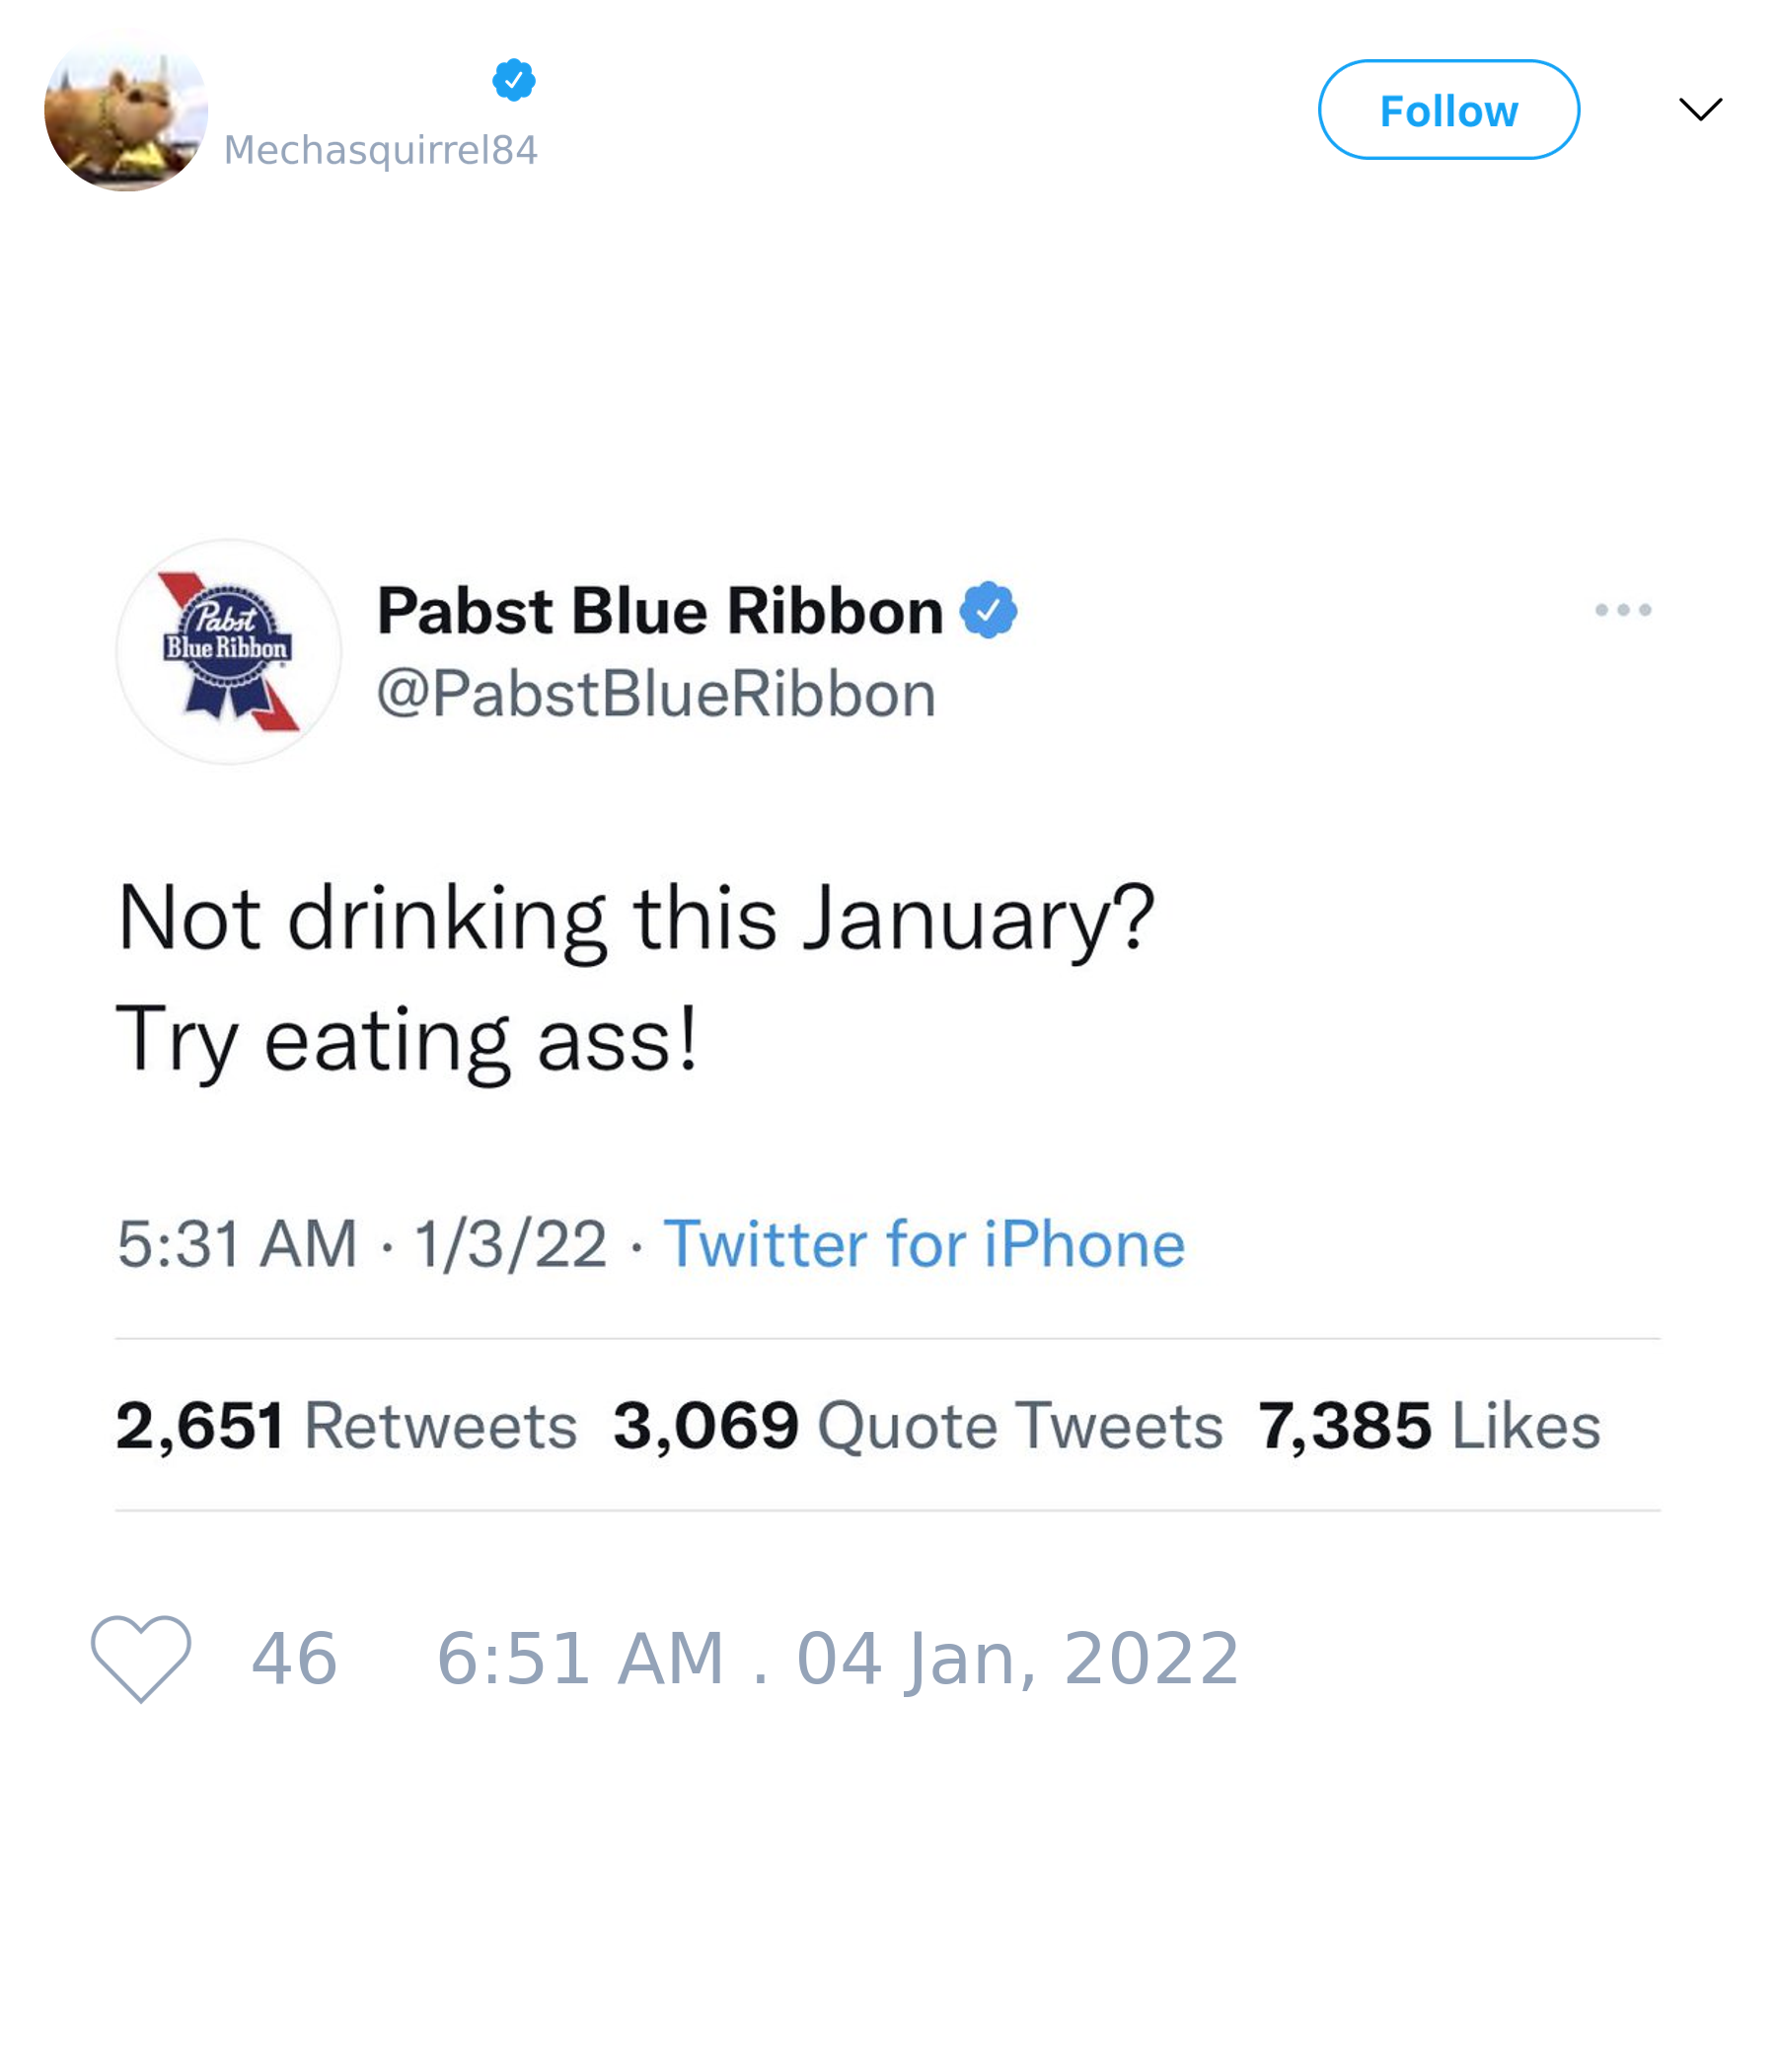 Mechasquirrel84
Follow
Pabst
Blue Ribbon
Pabst Blue Ribbon
@PabstBlueRibbon
Not drinking this January?
Try eating ass!
5:31 AM · 1/3/22 · Twitter for iPhone
2,651 Retweets 3,069 Quote Tweets 7,385 Likes
46 6:51 AM . 04 Jan, 2022